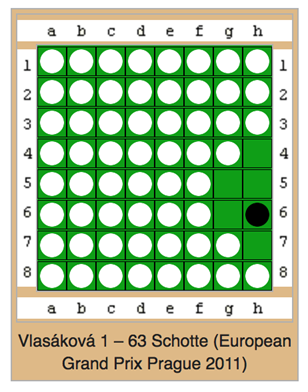 a b c d e f g h
1 1
2 2
3 3
4 4
5 5
6 6
7 7
8 8
a b c d e f g h
Vlasáková 1 – 63 Schotte (European
Grand Prix Prague 2011)